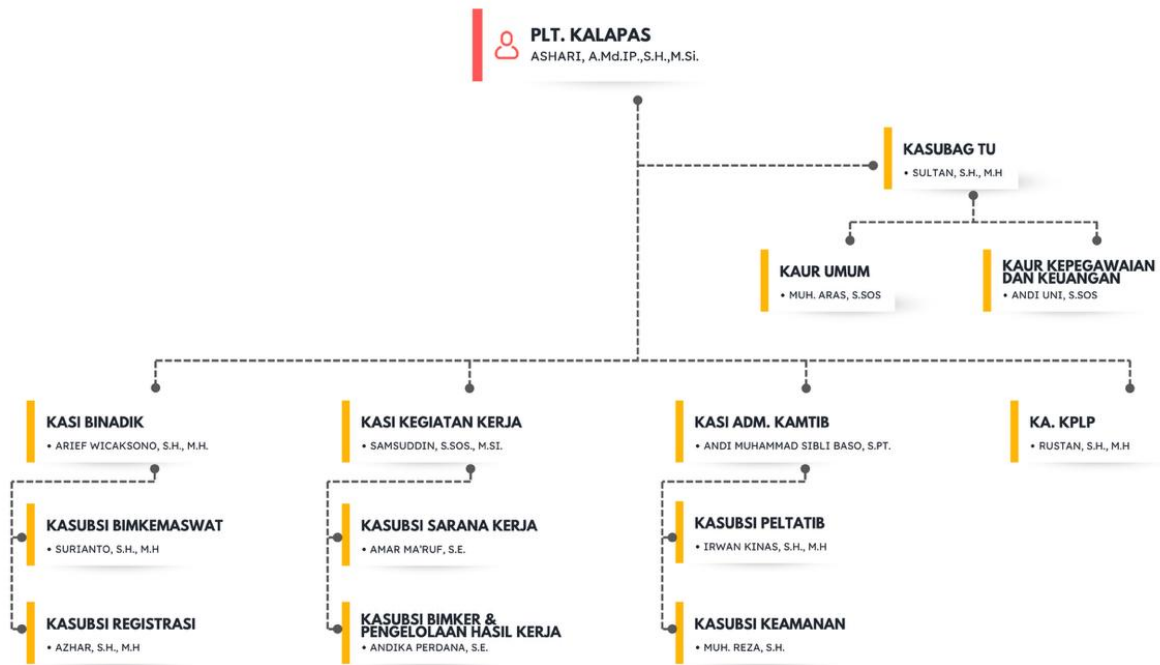 PLT. KALAPAS
ASHARI, A.Md.IP.,S.H.,M.Si.
KASUBAG TU
• SULTAN, S.H., M.H
KAUR UMUM
• MUH. ARAS, S.SOS
KAUR KEPEGAWAIAN
DAN KEUANGAN
• ANDI UNI, S.SOS
KASI BINADIK
• ARIEF WICAKSONO, S.H., M.H.
KASI KEGIATAN KERJA
• SAMSUDDIN, S.SOS., M.SI.
KASI ADM. KAMTIB
• ANDI MUHAMMAD SIBLI BASO, S.PT.
KA. KPLP
• RUSTAN, S.H., M.H
KASUBSI BIMKEMASWAT
• SURIANTO, S.H., M.H
KASUBSI SARANA KERJA
• AMAR MA'RUF, S.E.
KASUBSI PELTATIB
• IRWAN KINAS, S.H., M.H
KASUBSI REGISTRASI
• AZHAR, S.H., M.H
KASUBSI BIMKER &
PENGELOLAAN HASIL KERJA
• ANDIKA PERDANA, S.E.
KASUBSI KEAMANAN
• MUH. REZA, S.H.